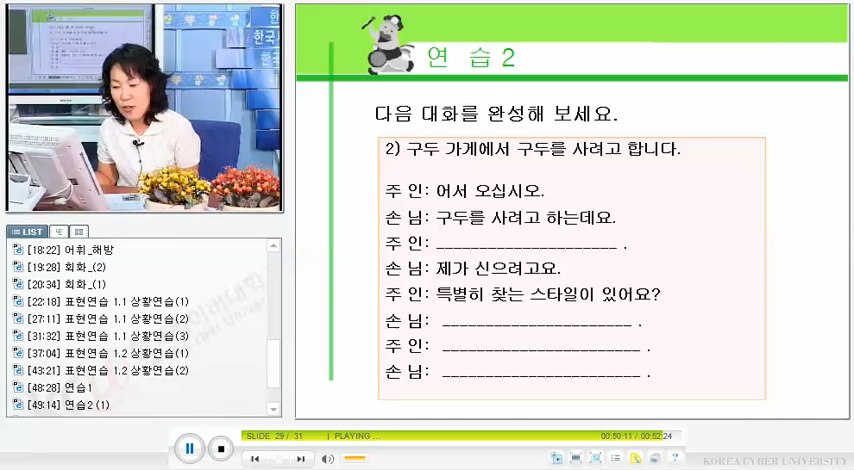 연 습 2
다음 대화를 완성해 보세요.
2) 구두 가게에서 구두를 사려고 합니다.
주 인: 어서 오십시오.
손 님: 구두를 사려고 하는데요.
주 인: ____________________ .
손 님: 제가 신으려고요.
주 인: 특별히 찾는 스타일이 있어요?
손 님: _____________________ .
주 인: ______________________ .
손 님: ______________________ .
LIST
[18:22] 어휘_해방
[19:28] 회화_(2)
[20:34] 회화_(1)
[22:18] 표현연습 1.1 상황연습(1)
[27:11] 표현연습 1.1 상황연습(2)
[31:32] 표현연습 1.1 상황연습(3)
[37:04] 표현연습 1.2 상황연습(1)
[43:21] 표현연습 1.2 상황연습(2)
[48:28] 연습1
[49:14] 연습2 (1)
SLIDE 29 / 31 | PLAYING ...
00:50:11 / 00:52:24
KOREA CYBER UNIVERSITY